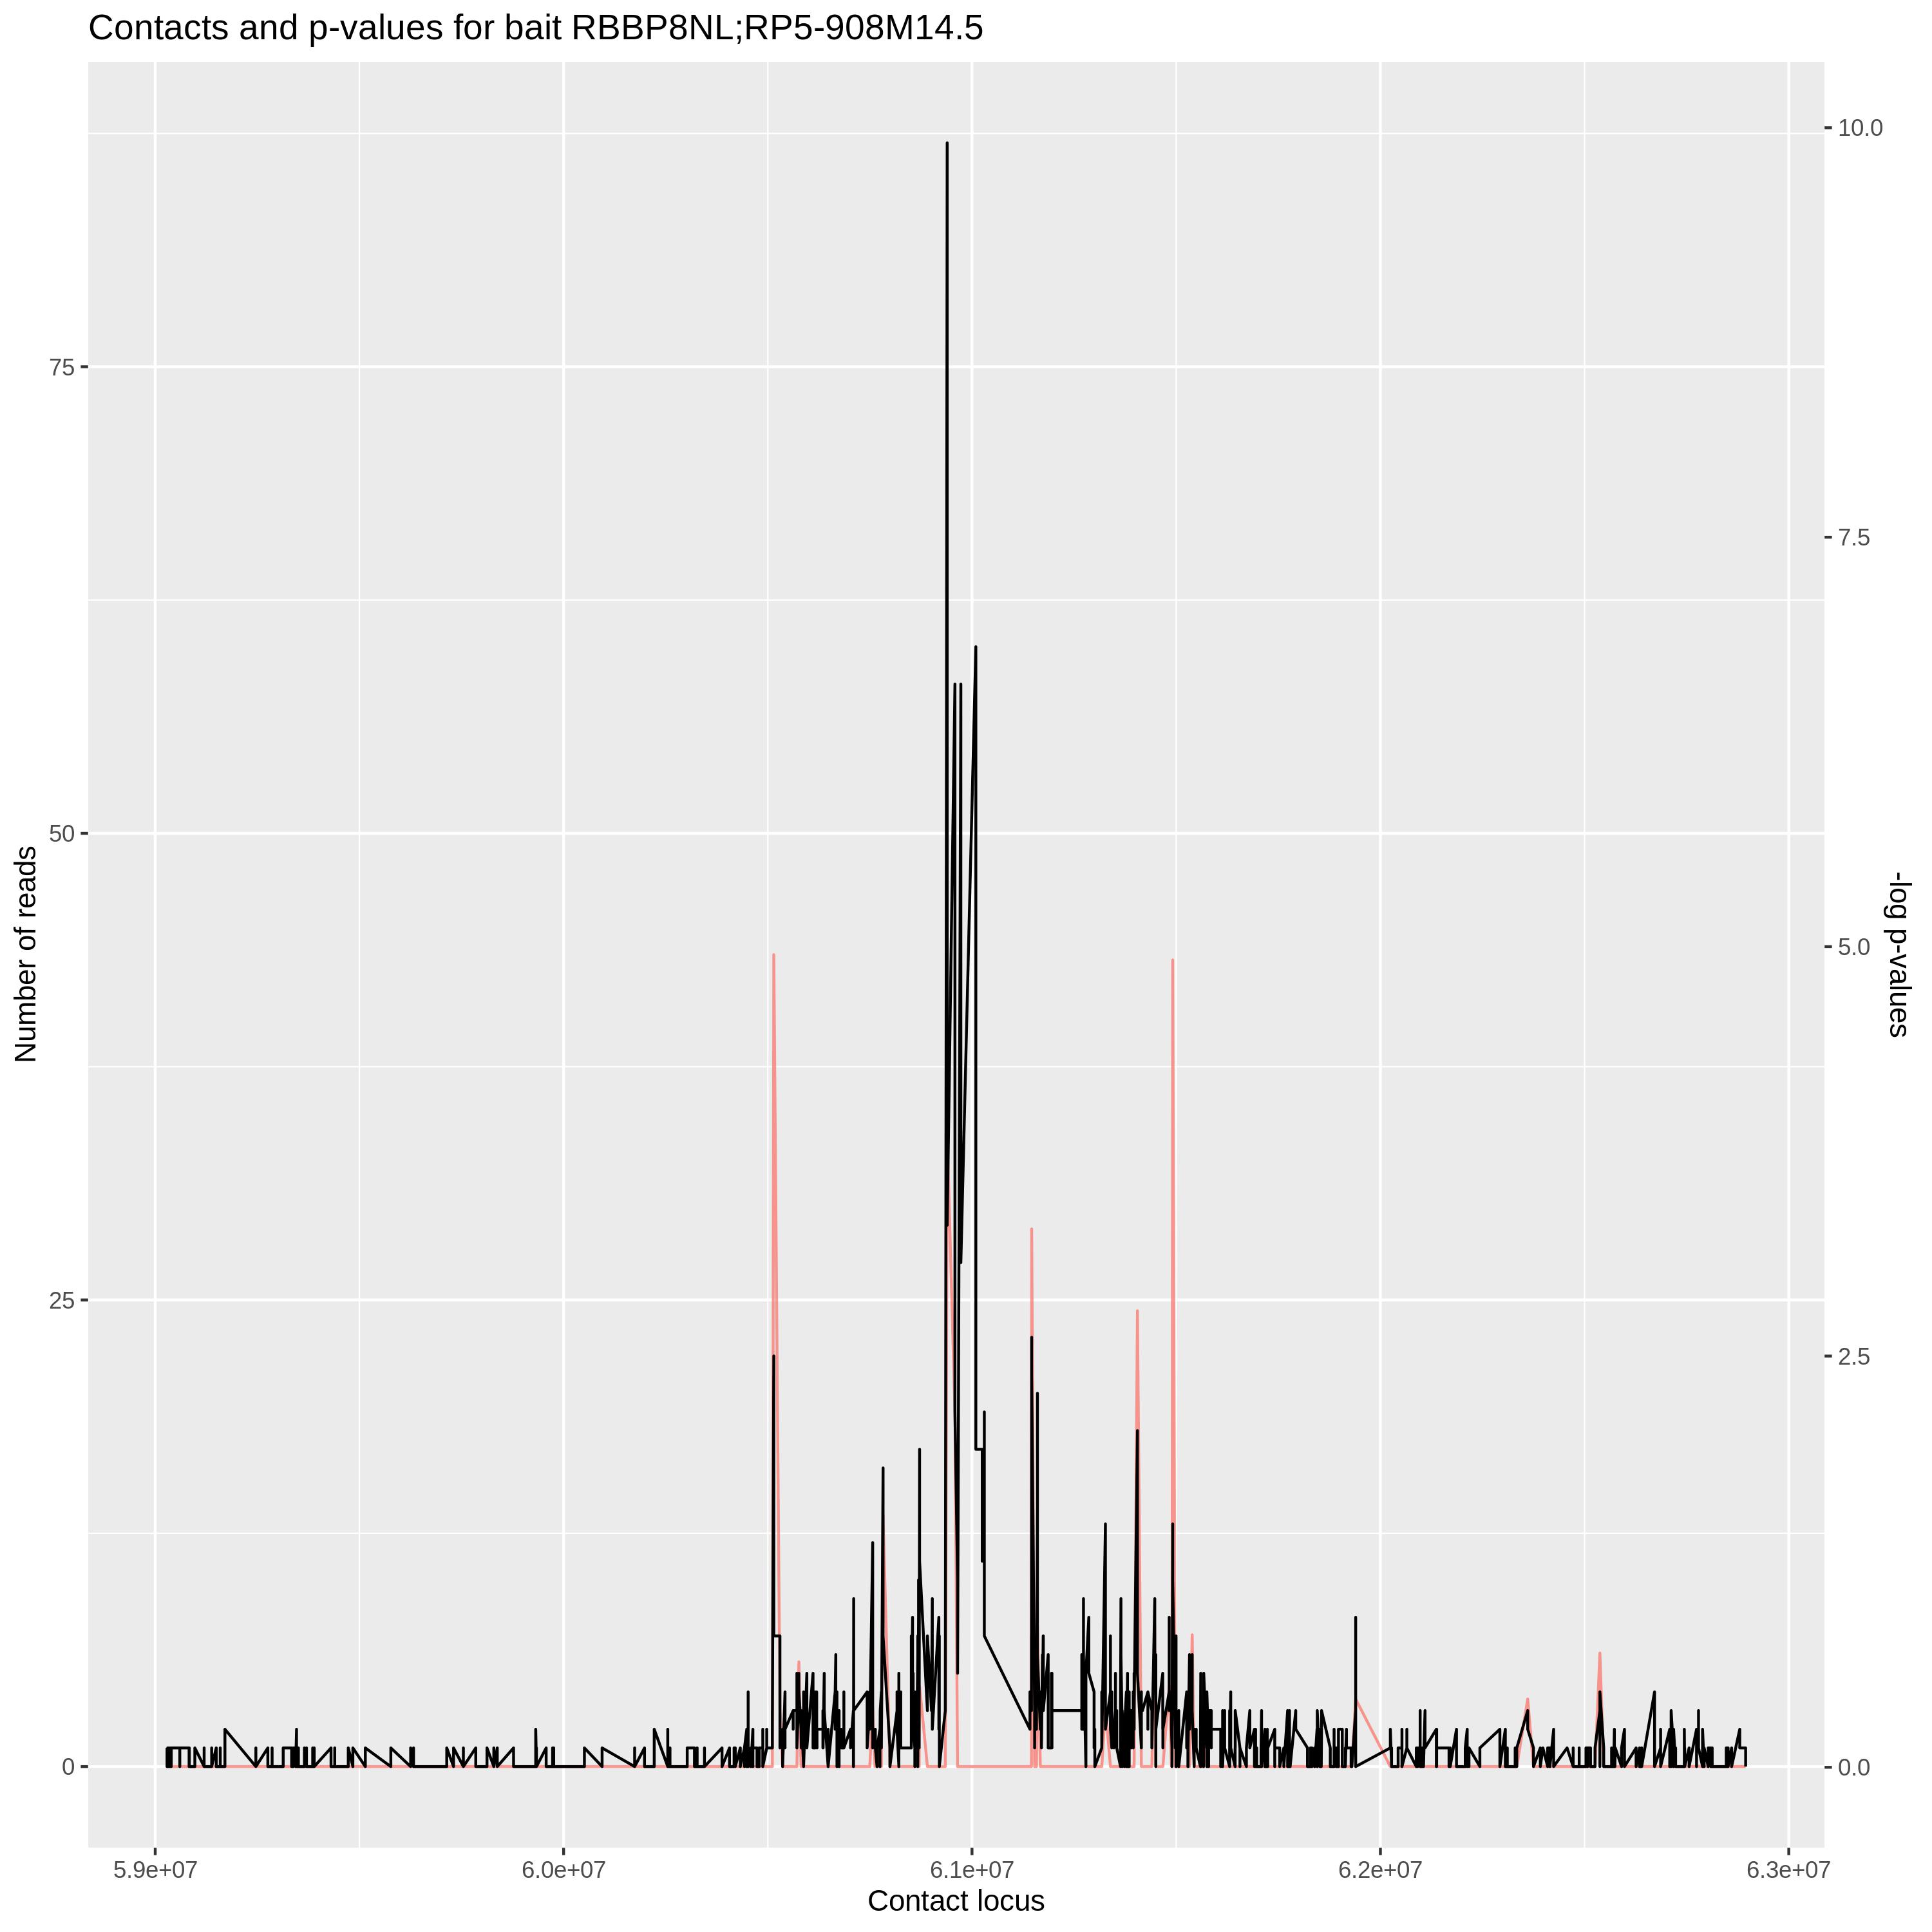 Contacts and p-values for bait RBBP8NL;RP5-908M14.5
10.0
75
7.5
50
5.0
Number of reads
-log p-values
25
2.5
0
0.0
5.9e+07
6.0e+07
6.1e+07
6.2e+07
6.3e+07
Contact locus